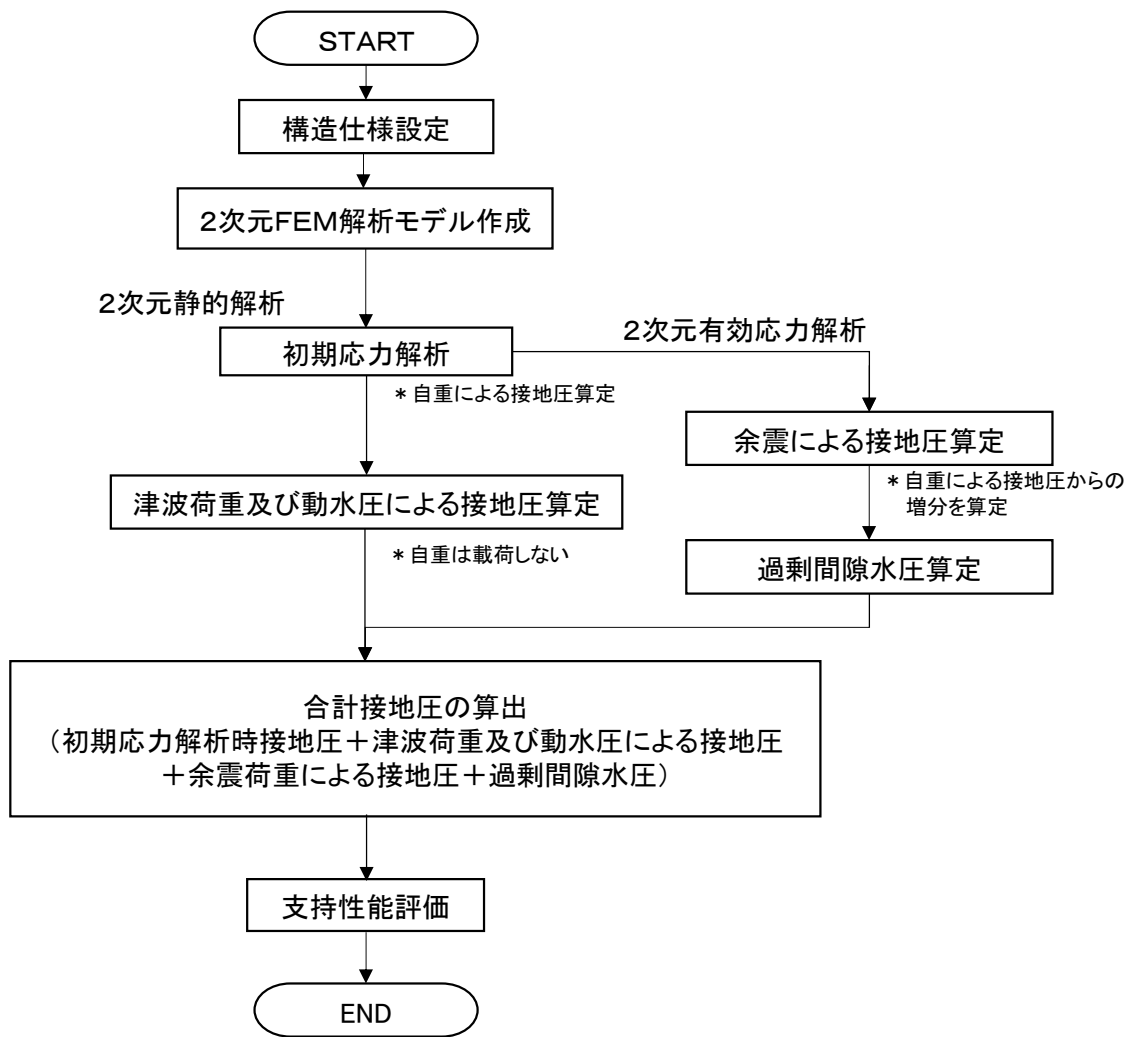 START
構造仕様設定
２次元ＦＥＭ解析モデル作成
２次元静的解析
２次元有効応力解析
初期応力解析
＊自重による接地圧算定
余震による接地圧算定
＊自重による接地圧からの
増分を算定
津波荷重及び動水圧による接地圧算定
＊自重は載荷しない
過剰間隙水圧算定
合計接地圧の算出
（初期応力解析時接地圧＋津波荷重及び動水圧による接地圧
＋余震荷重による接地圧＋過剰間隙水圧）
支持性能評価
END